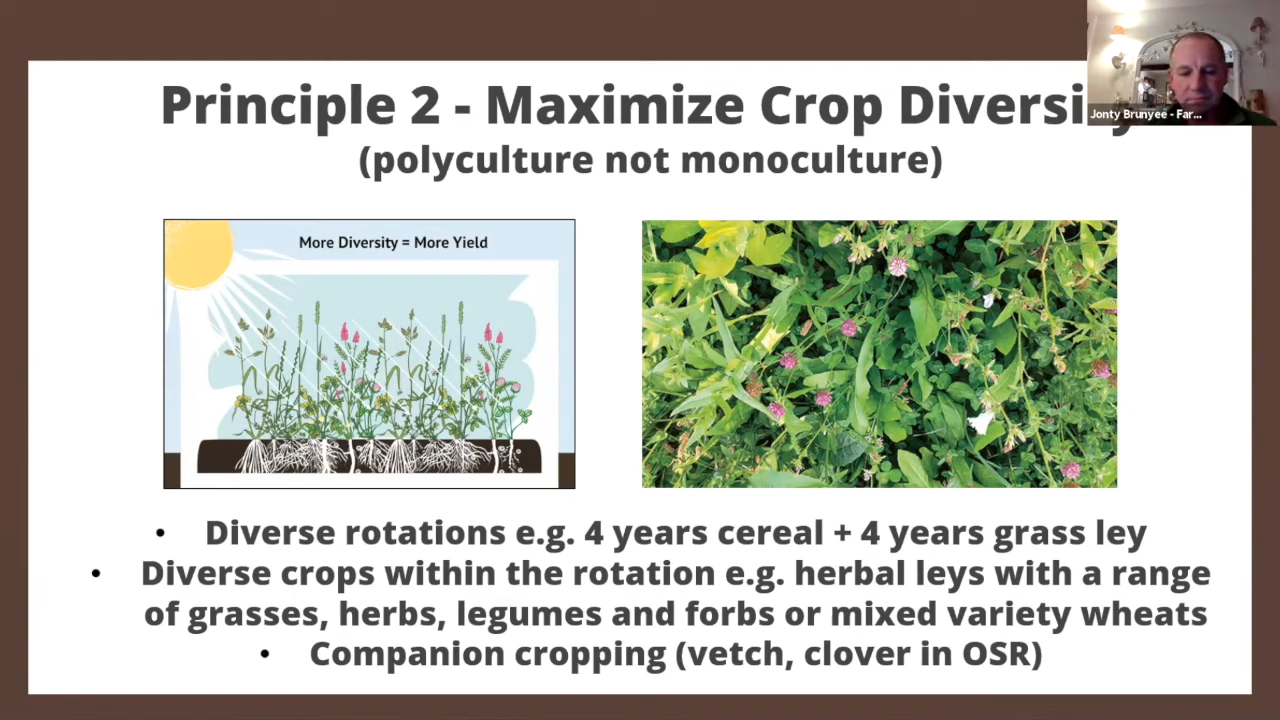 Principle 2 - Maximize Crop Diversity
(polyculture not monoculture)
Jonty Brunyee - Far...
More Diversity = More Yield
• Diverse rotations e.g. 4 years cereal + 4 years grass ley
• Diverse crops within the rotation e.g. herbal leys with a range
of grasses, herbs, legumes and forbs or mixed variety wheats
• Companion cropping (vetch, clover in OSR)